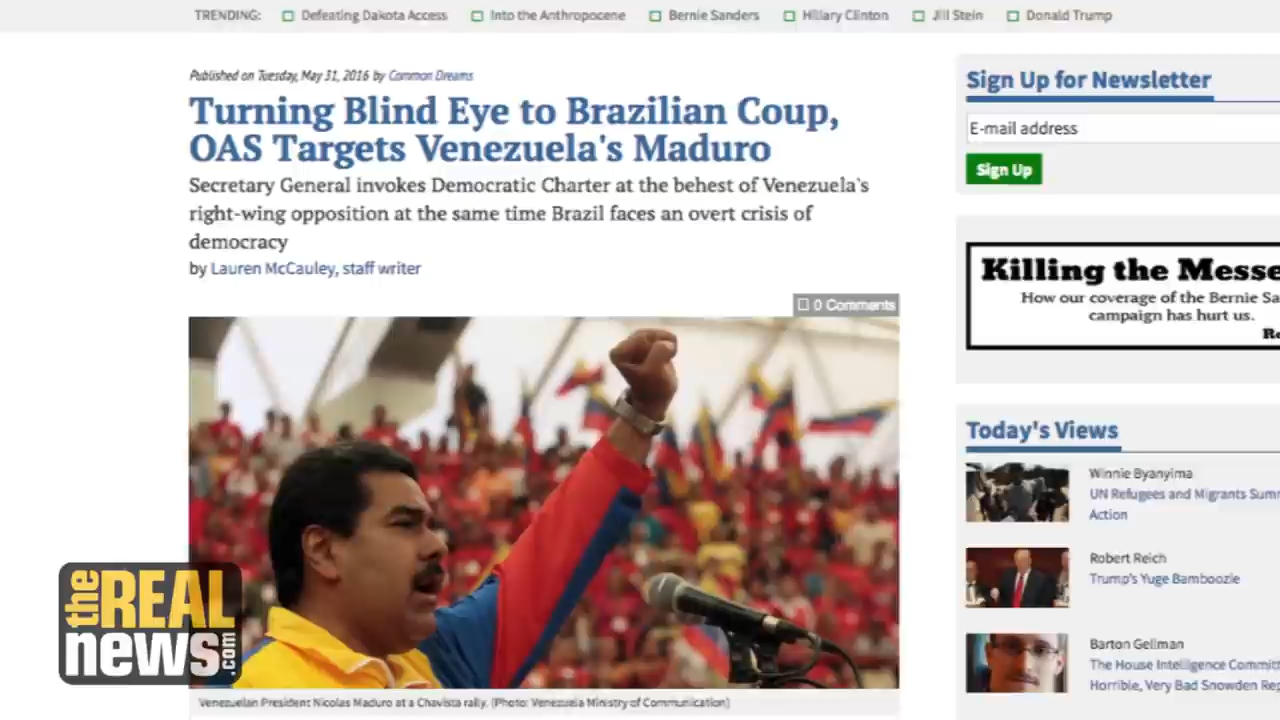 TRENDING: Defeating Dakota Access Into the Anthropocene Bernie Sanders Hillary Clinton Jill Stein Donald Trump
Published on Tuesday, May 31, 2016 by Common Dreams
Turning Blind Eye to Brazilian Coup,
OAS Targets Venezuela's Maduro
Secretary General invokes Democratic Charter at the behest of Venezuela's
right-wing opposition at the same time Brazil faces an overt crisis of
democracy
by Lauren McCauley, staff writer
0 Comments
Venezuelan President Nicolas Maduro at a Chavista rally. (Photo: Venezuela Ministry of Communication)
the REAL
news.com
Sign Up for Newsletter
E-mail address
Sign Up
Killing the Messe
How our coverage of the Bernie Sa
campaign has hurt us.
Re
Today's Views
Winnie Byanyima
UN Refugees and Migrants Sum
Action
Robert Reich
Trump's Yuge Bamboozle
Barton Gellman
The House Intelligence Committ
Horrible, Very Bad Snowden Rep